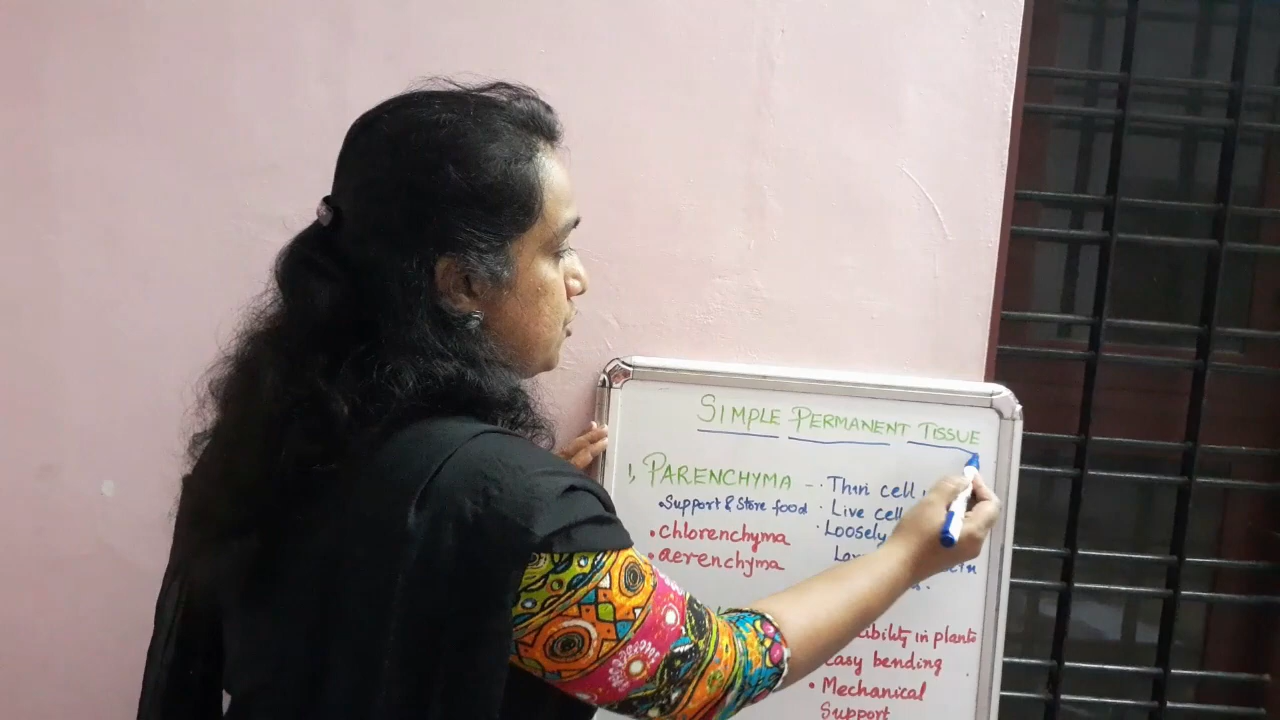 SIMPLE PERMANENT TISSUE
1, PARENCHYMA - · Thin cell
• Support & Store food
· Live cell
• chlorenchyma
· Loosely
• aerenchyma
ability in plants
easy bending
• Mechanical
Support